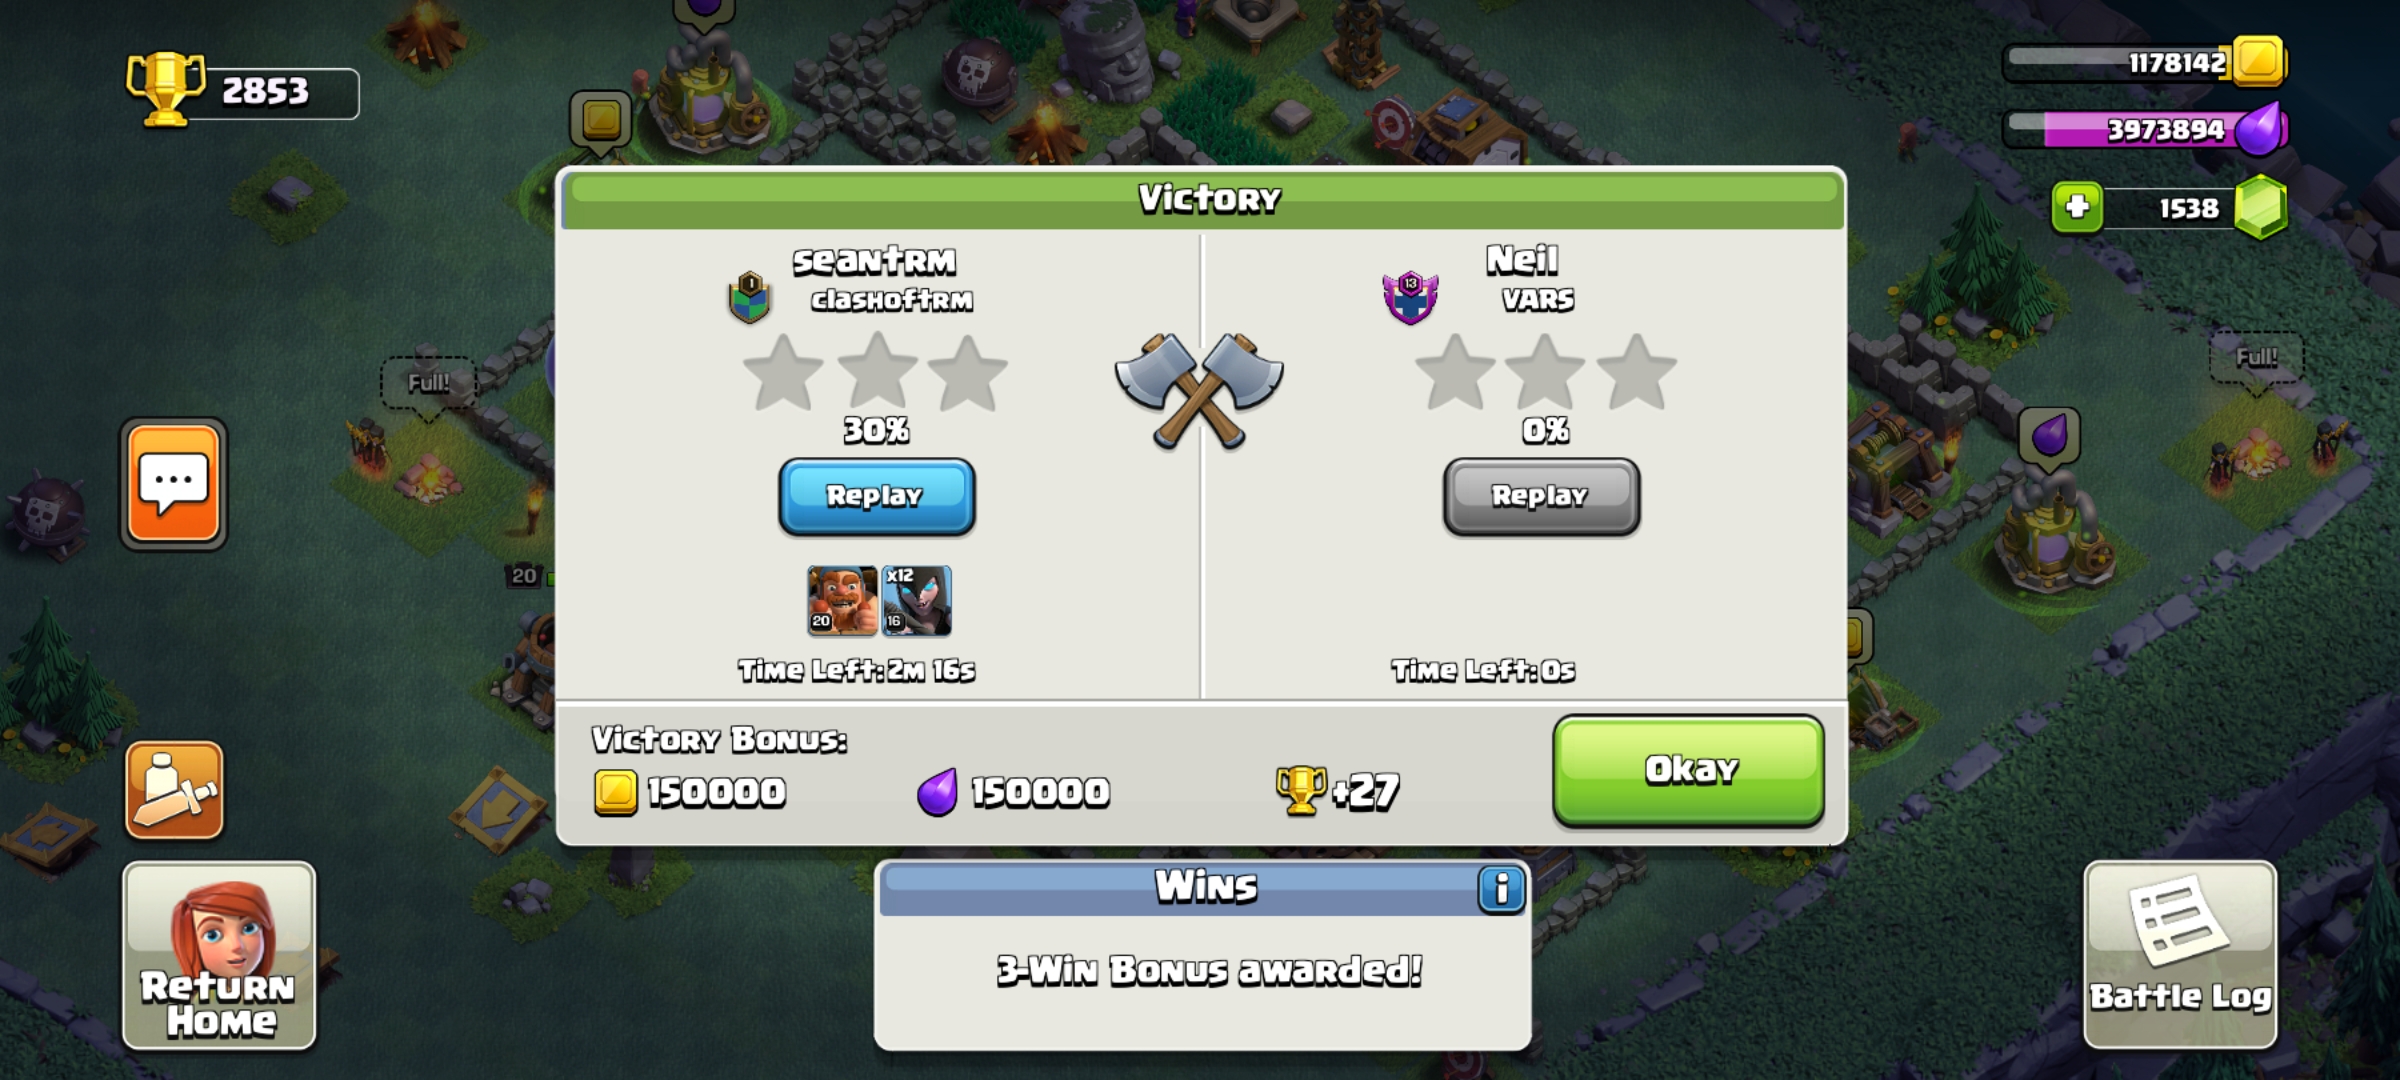 2853
1178142
3973894
1538
Victory
seantrm
clashoftrm
1
Neil
VARS
13
30%
0%
Replay
Replay
x12
20
16
Time Left:2m 16s
Time Left:0s
Victory Bonus:
150000
150000
+27
Okay
Wins
i
3-Win Bonus awarded!
Full!
Full!
20
Return
Home
Battle Log